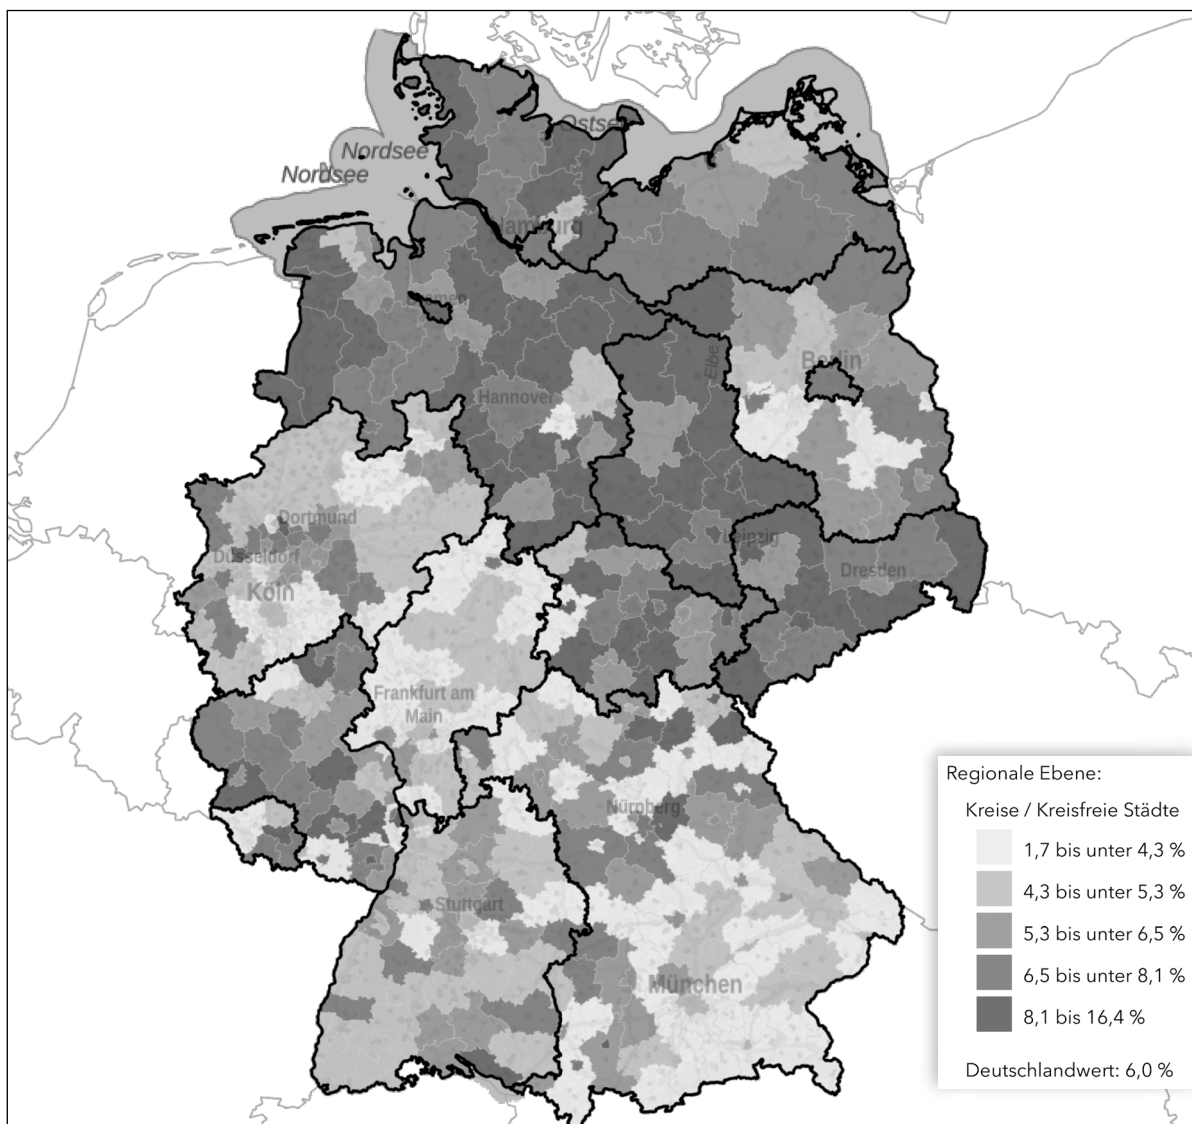 Ostse
Nordsee
Nordsee
Hamburg
Bremen
Elbe
Berlin
Hannover
Dortmund
Düsseldorf
Leipzig
Dresden
Köln
Frankfurt am
Main
Nürnberg
Stuttgart
München
Regionale Ebene:
Kreise / Kreisfreie Städte
1,7 bis unter 4,3 %
4,3 bis unter 5,3 %
5,3 bis unter 6,5 %
6,5 bis unter 8,1 %
8,1 bis 16,4 %
Deutschlandwert: 6,0 %